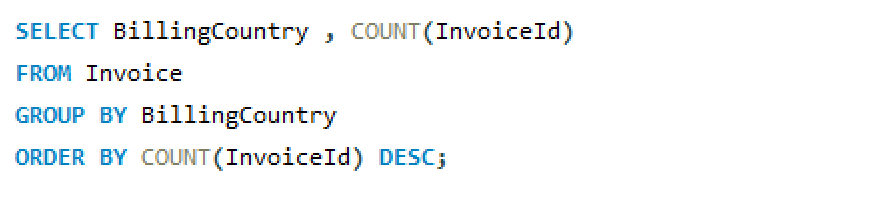 SELECT BillingCountry , COUNT(InvoiceId)
FROM Invoice
GROUP BY BillingCountry
ORDER BY COUNT(InvoiceId) DESC;